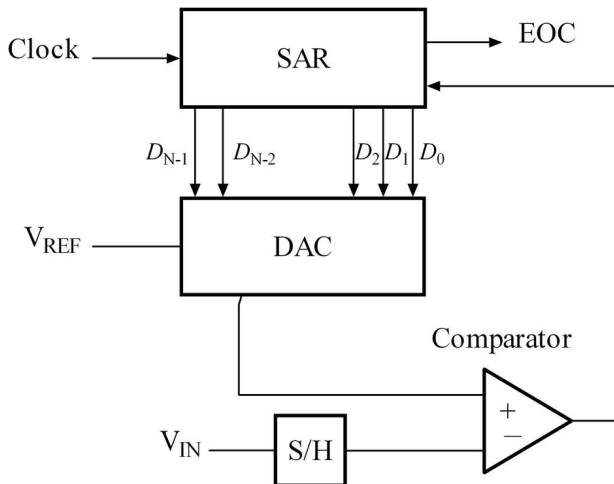 EOC
Clock
SAR
D_N-1
D_N-2
D_2
D_1
D_0
V_REF
DAC
Comparator
+
−
V_IN
S/H